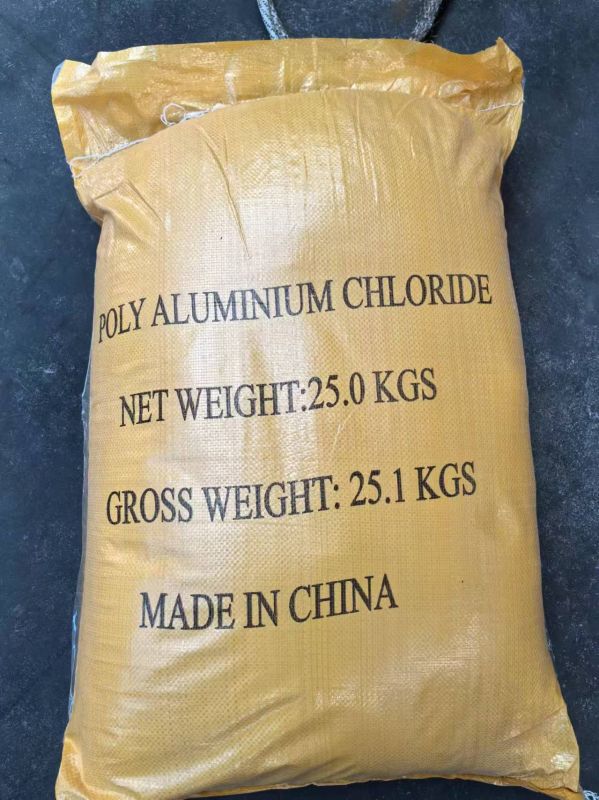 POLY ALUMINIUM CHLORIDE
NET WEIGHT:25.0 KGS
GROSS WEIGHT: 25.1 KGS
MADE IN CHINA